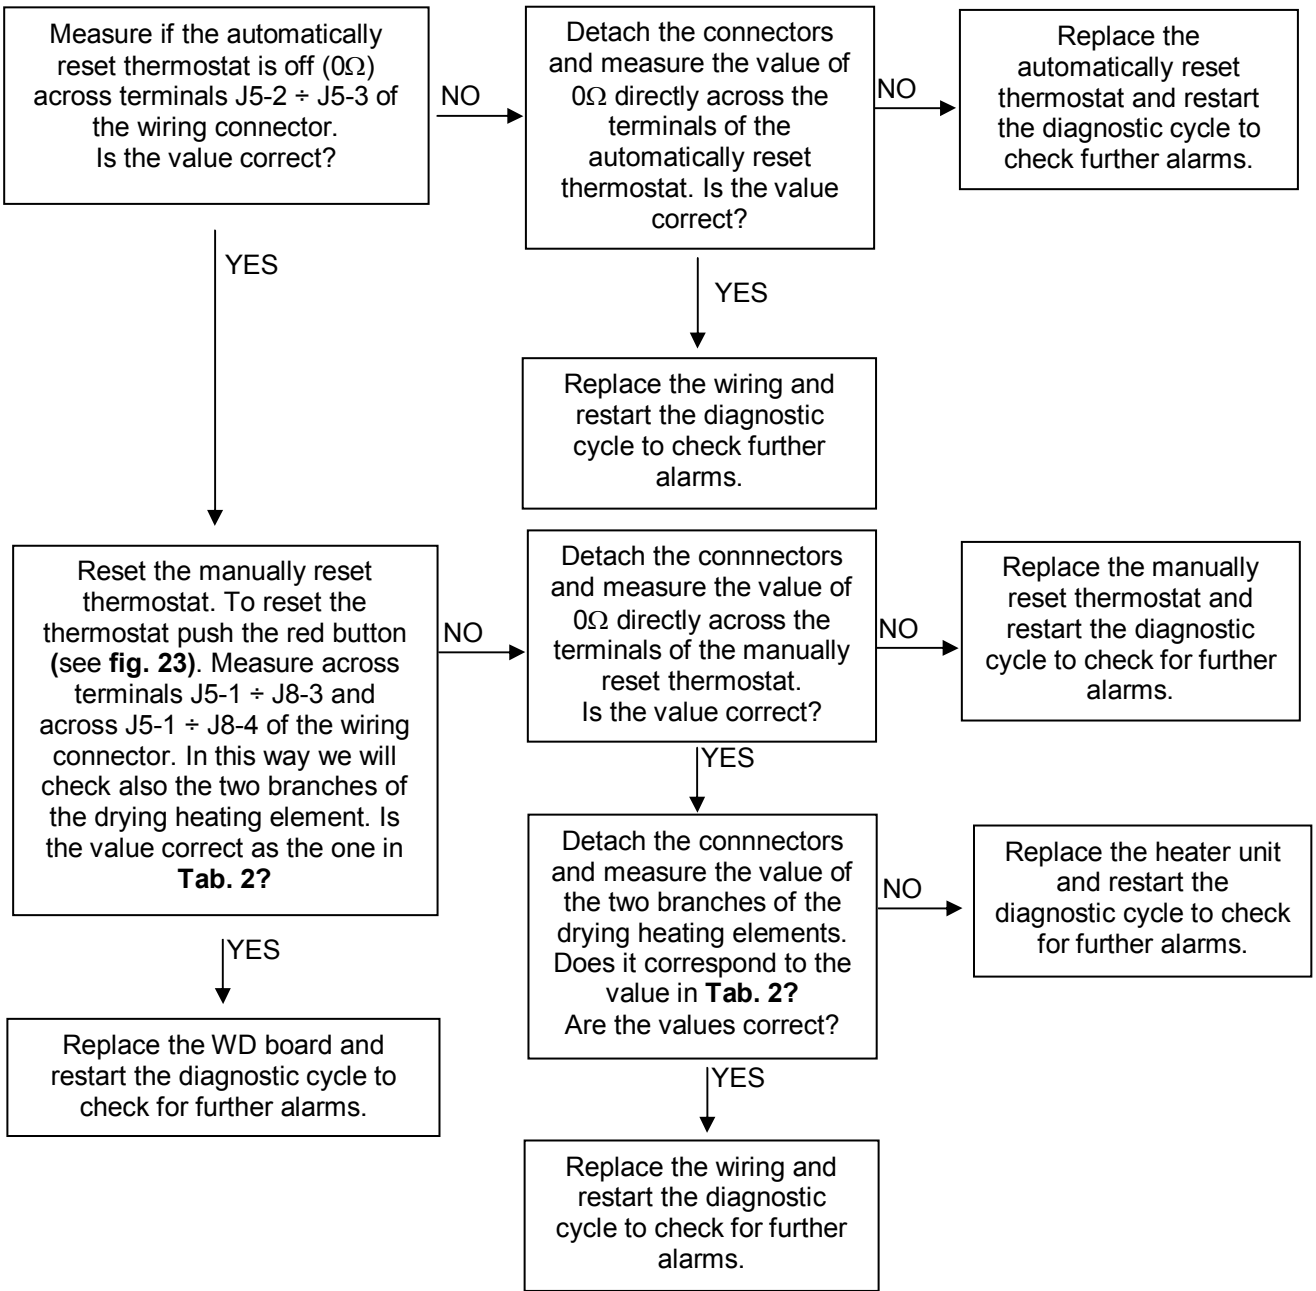 Measure if the automatically
reset thermostat is off (0Ω)
across terminals J5-2 ÷ J5-3 of
the wiring connector.
Is the value correct?
NO
Detach the connectors
and measure the value of
0Ω directly across the
terminals of the
automatically reset
thermostat. Is the value
correct?
NO
Replace the
automatically reset
thermostat and restart
the diagnostic cycle to
check further alarms.
YES
YES
Replace the wiring and
restart the diagnostic
cycle to check further
alarms.
Reset the manually reset
thermostat. To reset the
thermostat push the red button
(see fig. 23). Measure across
terminals J5-1 ÷ J8-3 and
across J5-1 ÷ J8-4 of the wiring
connector. In this way we will
check also the two branches of
the drying heating element. Is
the value correct as the one in
Tab. 2?
NO
Detach the connnectors
and measure the value of
0Ω directly across the
terminals of the manually
reset thermostat.
Is the value correct?
NO
Replace the manually
reset thermostat and
restart the diagnostic
cycle to check for further
alarms.
YES
Detach the connnectors
and measure the value of
the two branches of the
drying heating elements.
Does it correspond to the
value in Tab. 2?
Are the values correct?
NO
Replace the heater unit
and restart the
diagnostic cycle to check
for further alarms.
YES
Replace the WD board and
restart the diagnostic cycle to
check for further alarms.
YES
Replace the wiring and
restart the diagnostic
cycle to check for further
alarms.